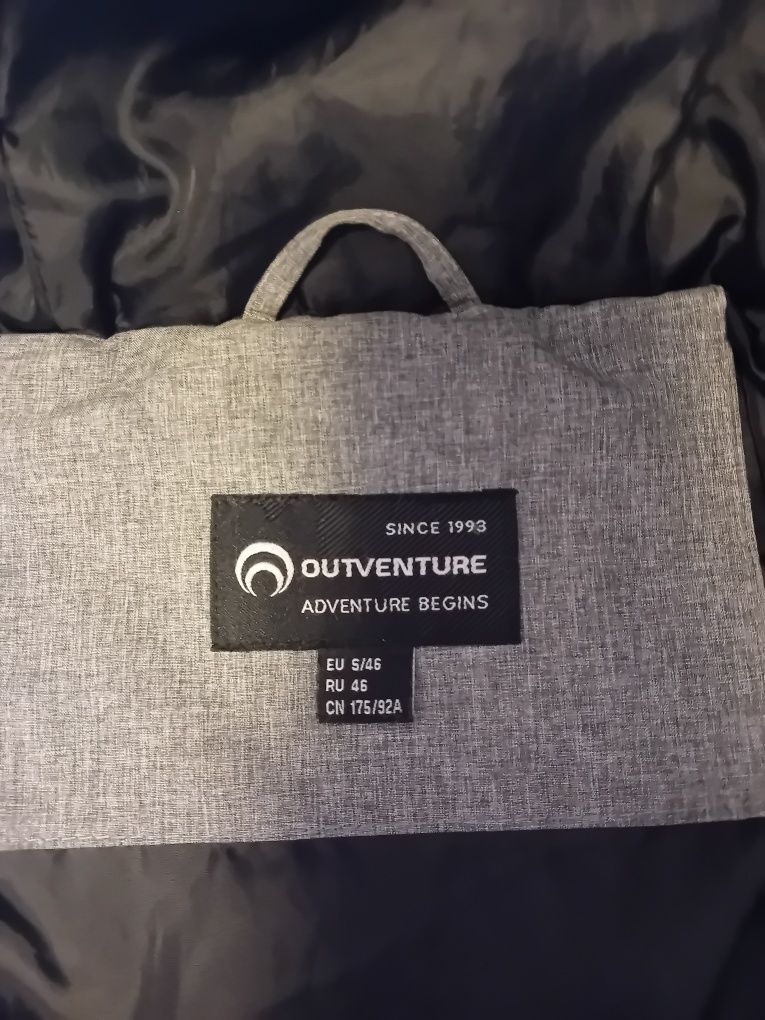 SINCE 1993
OUTVENTURE
ADVENTURE BEGINS
EU S/46
RU 46
CN 175/92A